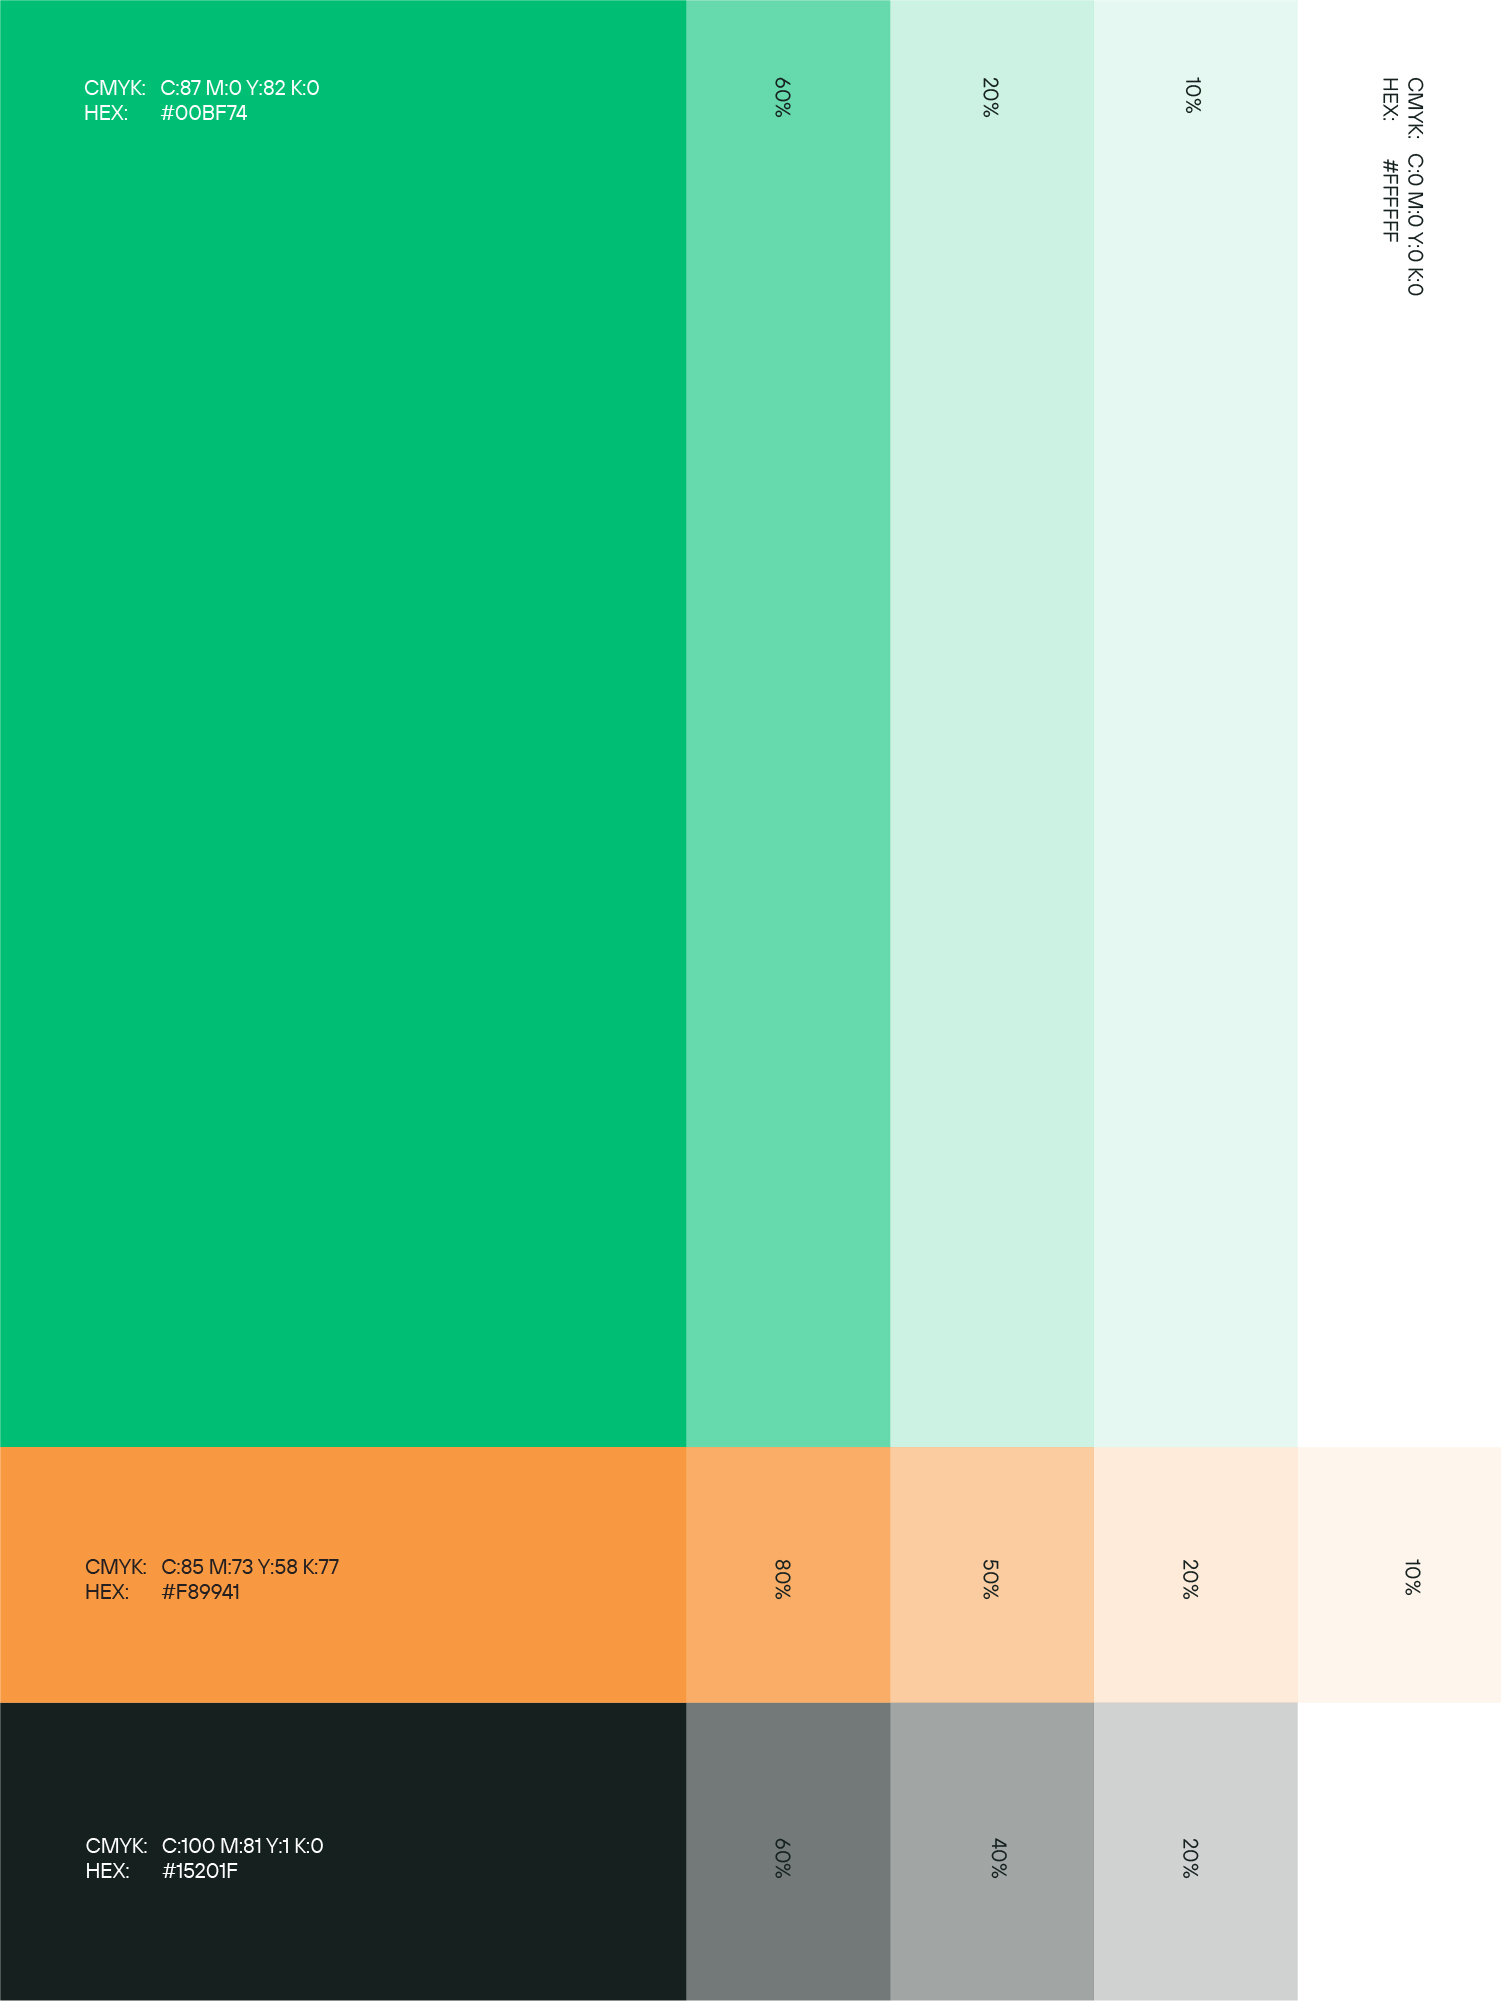 CMYK: C:87 M:0 Y:82 K:0
HEX: #00BF74
60%
20%
10%
CMYK: C:0 M:0 Y:0 K:0
HEX: #FFFFFF
CMYK: C:85 M:73 Y:58 K:77
HEX: #F89941
80%
50%
20%
10%
CMYK: C:100 M:81 Y:1 K:0
HEX: #15201F
60%
40%
20%